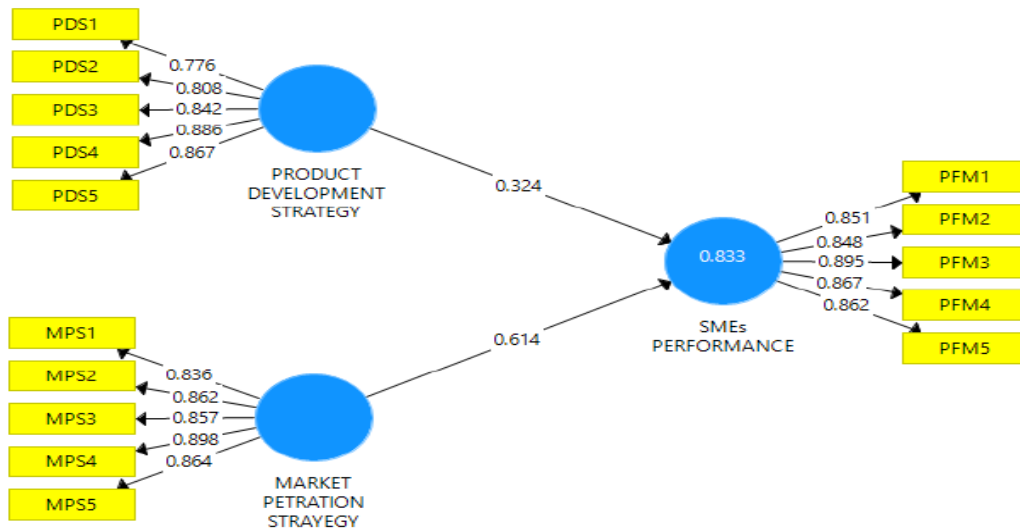 PDS1
PDS2
PDS3
PDS4
PDS5
0.776
0.808
0.842
0.886
0.867
PRODUCT
DEVELOPMENT
STRATEGY
0.324
MPS1
MPS2
MPS3
MPS4
MPS5
0.836
0.862
0.857
0.898
0.864
MARKET
PETRATION
STRAYEGY
0.614
0.833
SMEs
PERFORMANCE
0.851
0.848
0.895
0.867
0.862
PFM1
PFM2
PFM3
PFM4
PFM5